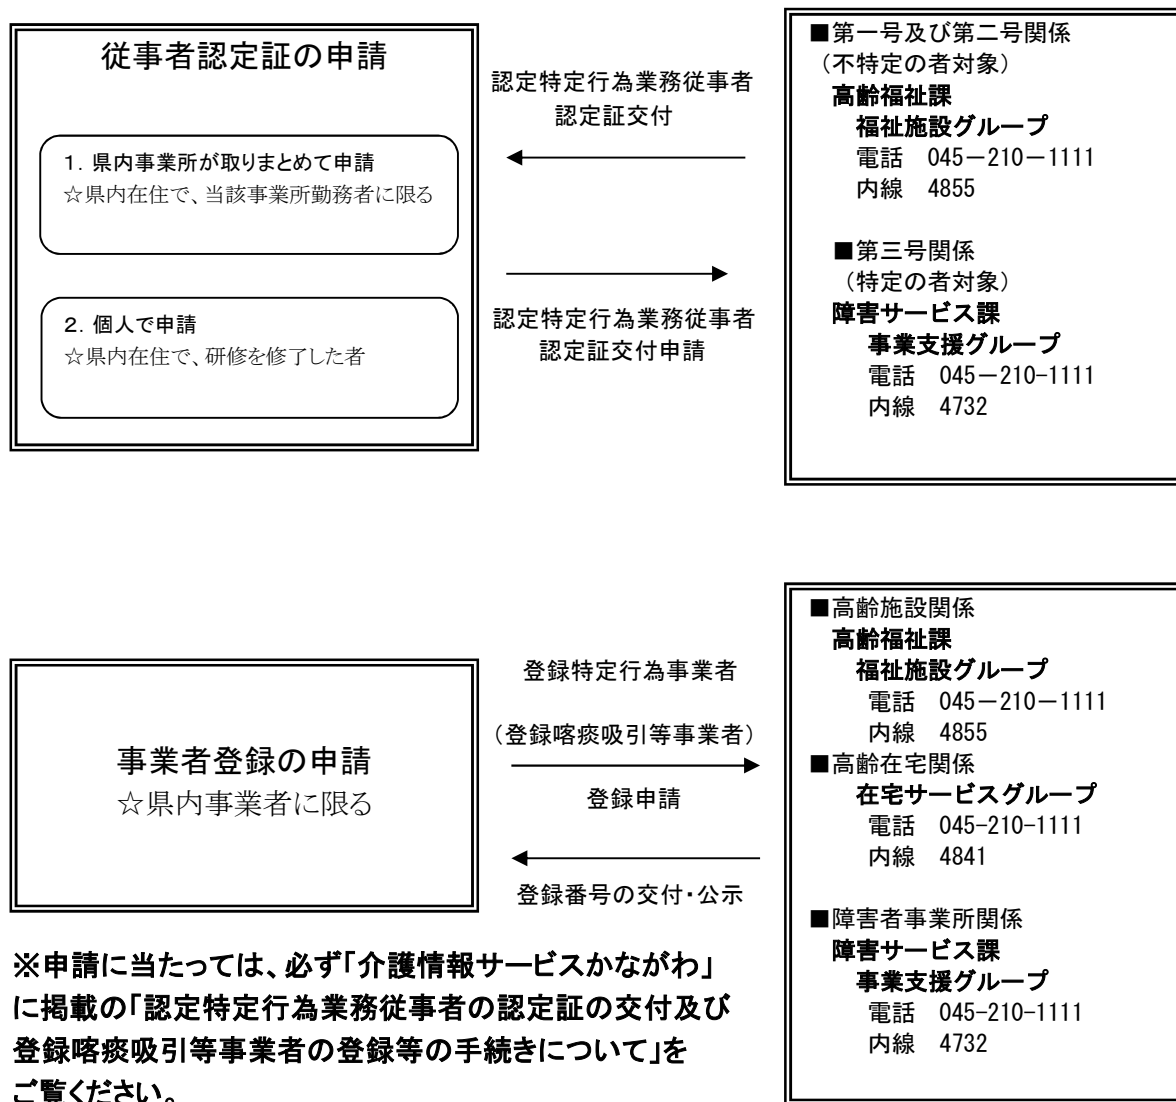 従事者認定証の申請
1．県内事業所が取りまとめて申請
☆県内在住で、当該事業所勤務者に限る
2．個人で申請
☆県内在住で、研修を修了した者
認定特定行為業務従事者
認定証交付
認定特定行為業務従事者
認定証交付申請
■第一号及び第二号関係
（不特定の者対象）
高齢福祉課
福祉施設グループ
電話　045－210－1111
内線　4855
■第三号関係
（特定の者対象）
障害サービス課
事業支援グループ
電話　045－210-1111
内線　4732
事業者登録の申請
☆県内事業者に限る
登録特定行為事業者
（登録喀痰吸引等事業者）
登録申請
登録番号の交付・公示
■高齢施設関係
高齢福祉課
福祉施設グループ
電話　045－210－1111
内線　4855
■高齢在宅関係
在宅サービスグループ
電話　045-210-1111
内線　4841
■障害者事業所関係
障害サービス課
事業支援グループ
電話　045-210-1111
内線　4732
※申請に当たっては、必ず「介護情報サービスかながわ」
に掲載の「認定特定行為業務従事者の認定証の交付及び
登録喀痰吸引等事業者の登録等の手続きについて」を
ご覧ください。